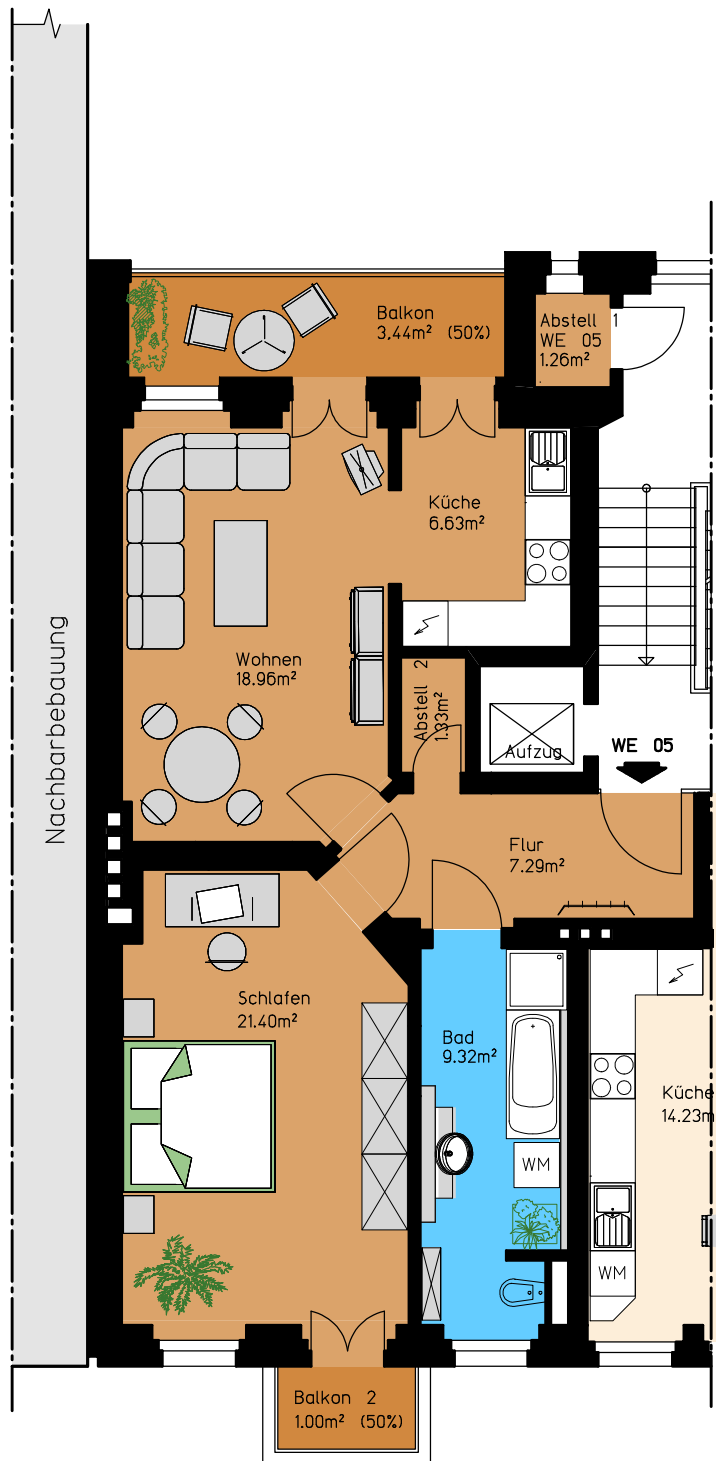 Balkon
3,44m² (50%)
Abstell 1
WE 05
1.26m²
Küche
6.63m²
Wohnen
18.96m²
Abstell 2
1.33m²
Aufzug
WE 05
Nachbarbebauung
Flur
7.29m²
Schlafen
21.40m²
Bad
9.32m²
WM
Küche
14.23m
WM
Balkon 2
1.00m² (50%)